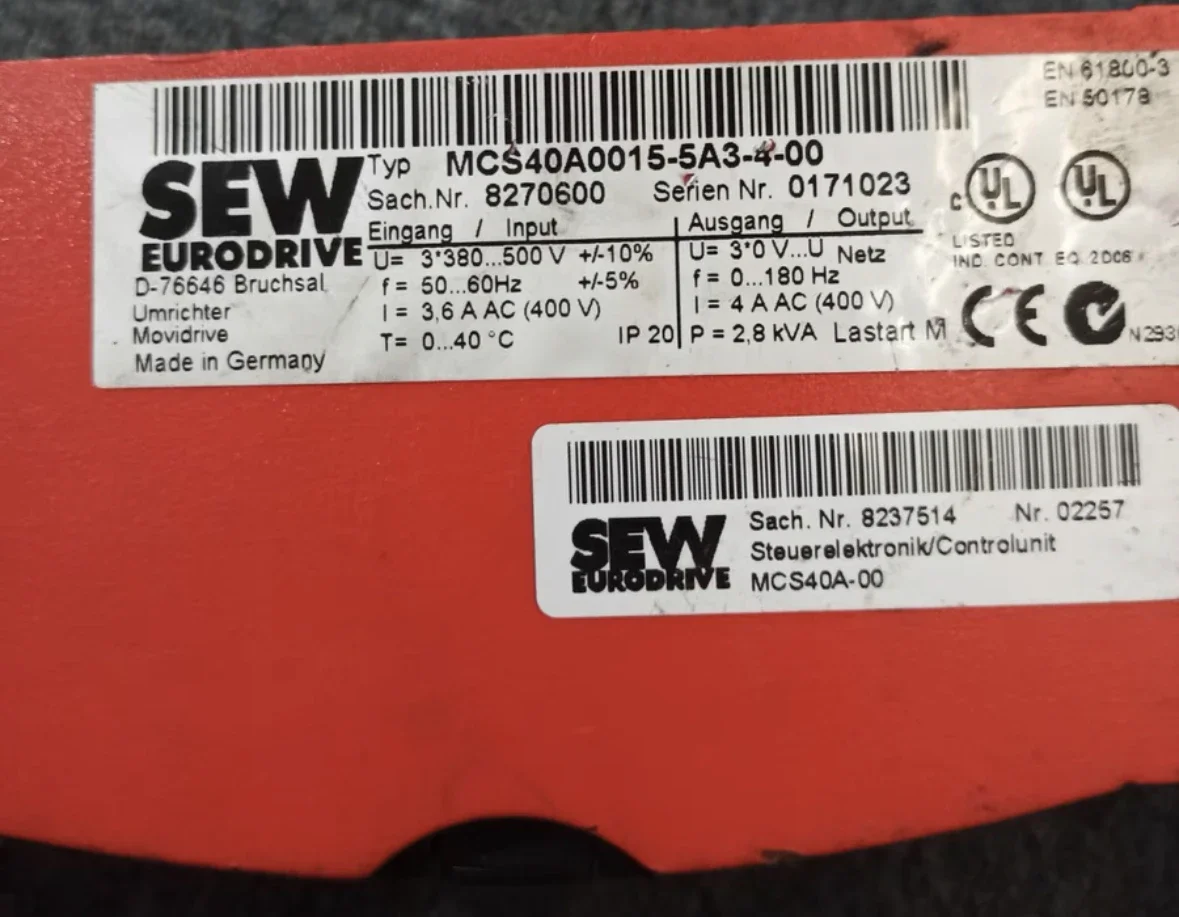 EN 61800-3
EN 50178
SEW
EURODRIVE
D-76646 Bruchsal
Umrichter
Movidrive
Made in Germany
Typ MCS40A0015-5A3-4-00
Sach.Nr. 8270600 Serien Nr. 0171023
Eingang / Input
U= 3*380...500 V +/-10%
f = 50...60Hz +/-5%
I = 3,6 A AC (400 V)
T= 0...40 °C IP 20
Ausgang / Output
U= 3*0 V...U Netz
f = 0...180 Hz
I = 4 A AC (400 V)
P = 2,8 kVA Lastart M
c UL UL
LISTED
IND. CONT. EQ. 2D06
CE
SEW
EURODRIVE
Sach. Nr. 8237514 Nr. 02257
Steuerelektronik/Controlunit
MCS40A-00